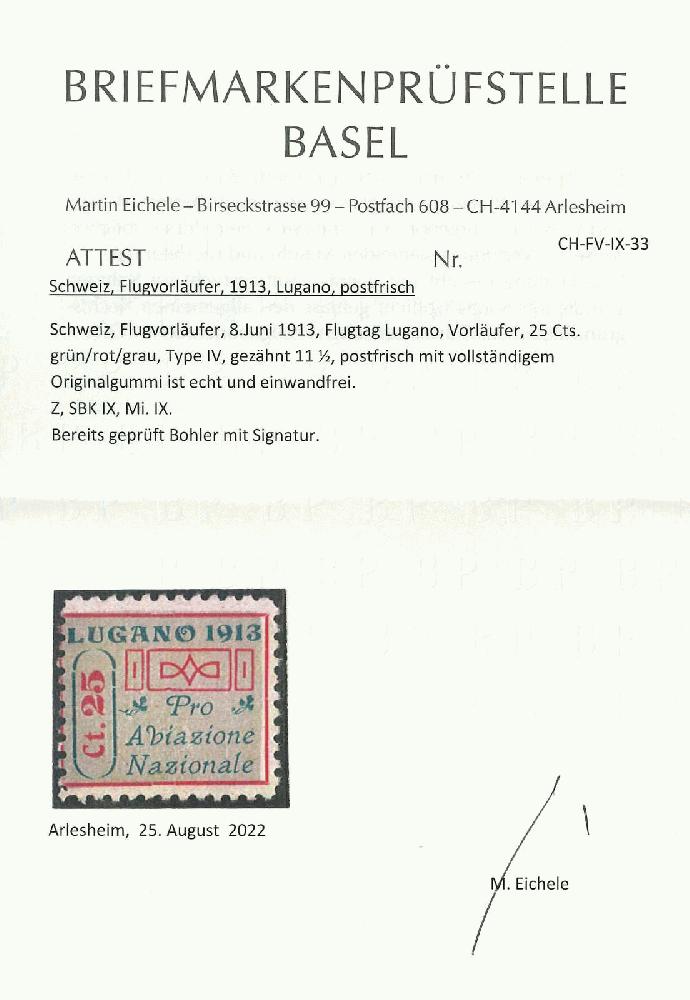 BRIEFMARKENPRÜFSTELLE
BASEL
Martin Eichele – Birseckstrasse 99 – Postfach 608 – CH-4144 Arlesheim
ATTEST Nr. CH-FV-IX-33
Schweiz, Flugvorläufer, 1913, Lugano, postfrisch
Schweiz, Flugvorläufer, 8.Juni 1913, Flugtag Lugano, Vorläufer, 25 Cts.
grün/rot/grau, Type IV, gezähnt 11 ½, postfrisch mit vollständigem
Originalgummi ist echt und einwandfrei.
Z, SBK IX, Mi. IX.
Bereits geprüft Bohler mit Signatur.
LUGANO 1913
Ct. 25
Pro
Aviazione
Nazionale
Arlesheim, 25. August 2022
M. Eichele